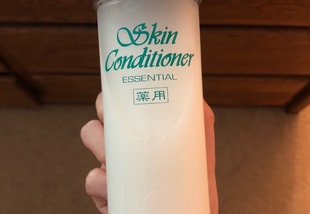 Skin
Conditioner
ESSENTIAL
薬用